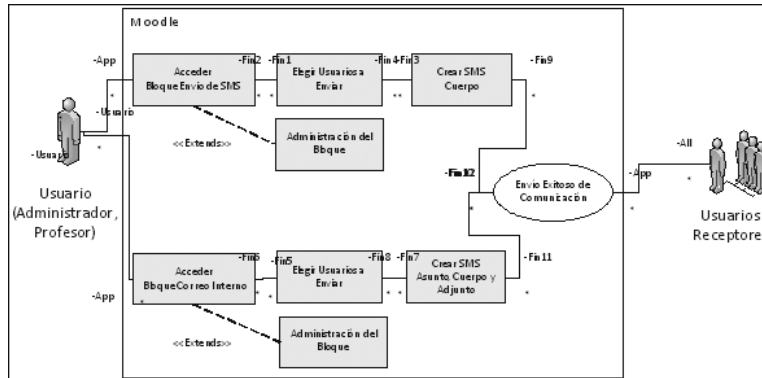 Moodle
-App
Acceder
Bloque Envio de SMS
-Fin2
-Fin1
Elegir Usuarios a
Enviar
-Fin4
-Fin3
Crear SMS
Cuerpo
-Fin9
-Usuario
<<Extends>>
Administración del
Bloque
-Usuario
Usuario
(Administrador,
Profesor)
Envio Exitoso de
Comunicación
-App
-All
Usuarios
Receptores
-App
Acceder
Bloque Correo Interno
-Fin6
-Fin5
Elegir Usuarios a
Enviar
-Fin8
-Fin7
Crear SMS
Asunto, Cuerpo y
Adjunto
-Fin11
<<Extends>>
Administración del
Bloque